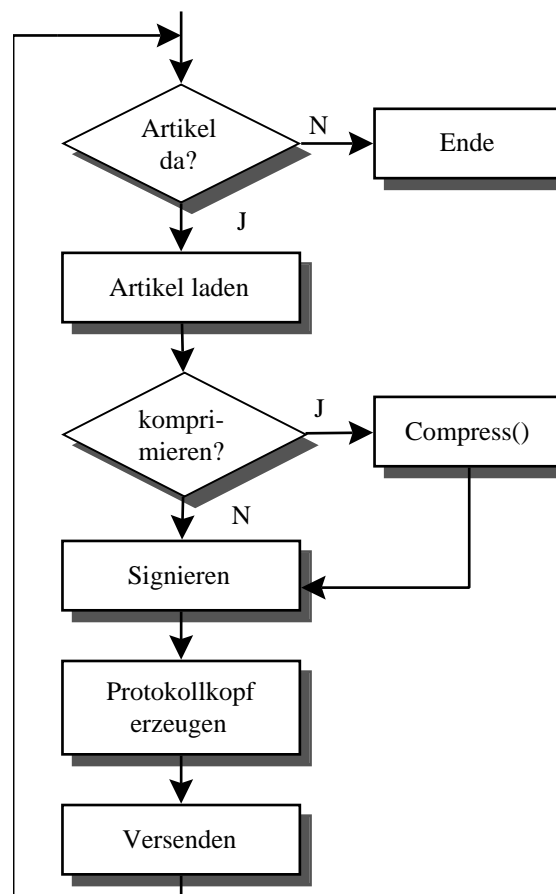 Artikel
da?
N
Ende
J
Artikel laden
kompri-
mieren?
J
Compress()
N
Signieren
Protokollkopf
erzeugen
Versenden